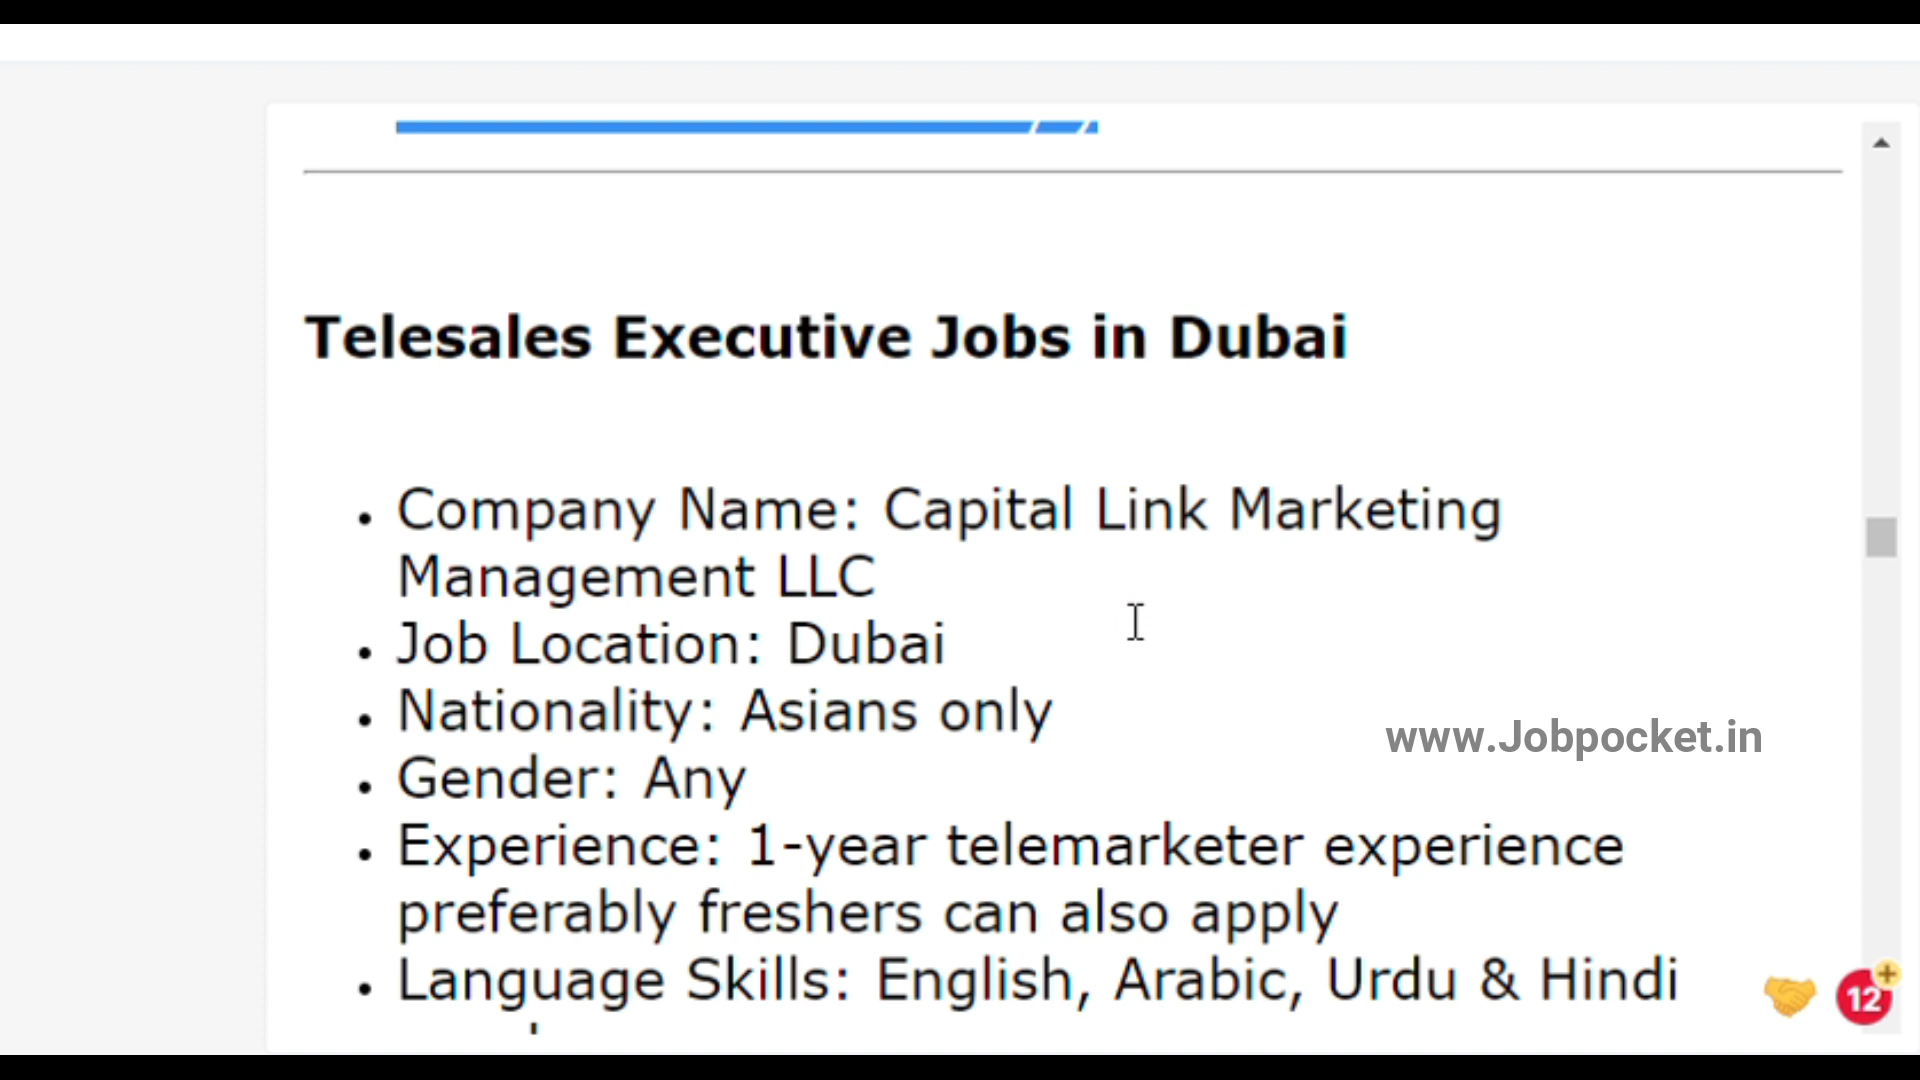 Telesales Executive Jobs in Dubai
• Company Name: Capital Link Marketing
Management LLC
• Job Location: Dubai
• Nationality: Asians only
www.Jobpocket.in
• Gender: Any
• Experience: 1-year telemarketer experience
preferably freshers can also apply
• Language Skills: English, Arabic, Urdu & Hindi
12